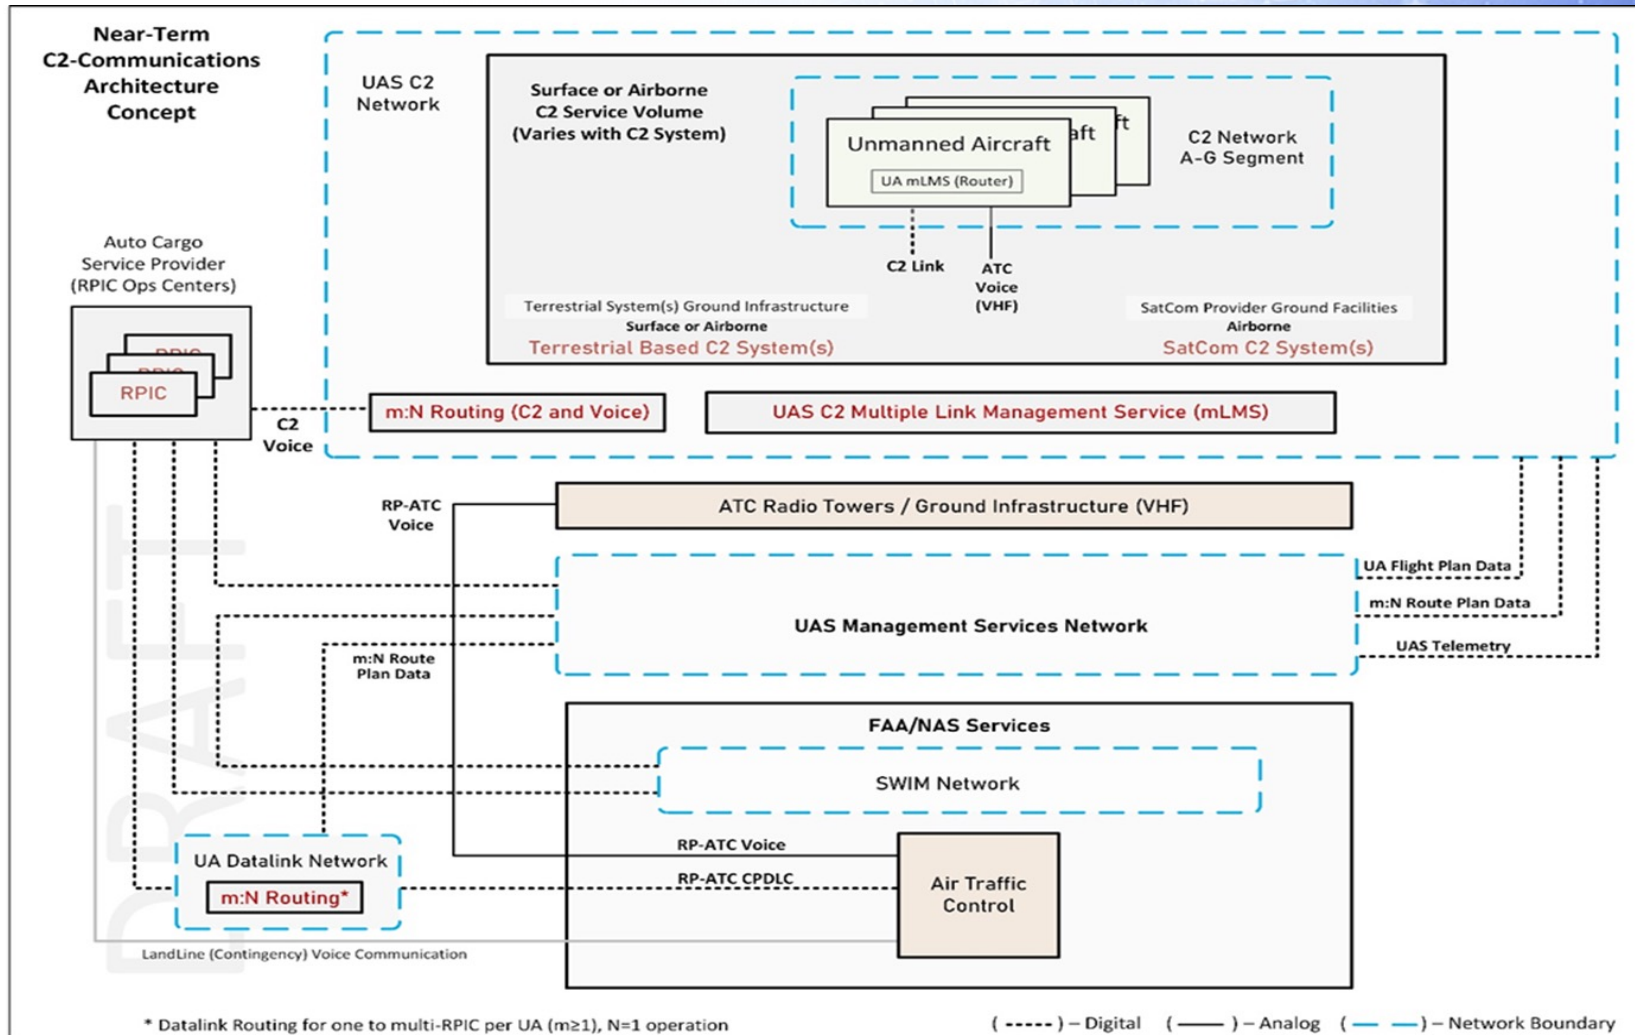 Near-Term
C2-Communications
Architecture
Concept
UAS C2
Network
Surface or Airborne
C2 Service Volume
(Varies with C2 System)
Unmanned Aircraft
aft
ft
UA mLMS (Router)
C2 Network
A-G Segment
C2 Link
ATC
Voice
(VHF)
Terrestrial System(s) Ground Infrastructure
Surface or Airborne
Terrestrial Based C2 System(s)
SatCom Provider Ground Facilities
Airborne
SatCom C2 System(s)
Auto Cargo
Service Provider
(RPIC Ops Centers)
RPIC
RPIC
RPIC
C2
Voice
m:N Routing (C2 and Voice)
UAS C2 Multiple Link Management Service (mLMS)
RP-ATC
Voice
ATC Radio Towers / Ground Infrastructure (VHF)
UAS Management Services Network
UA Flight Plan Data
m:N Route Plan Data
UAS Telemetry
m:N Route
Plan Data
FAA/NAS Services
SWIM Network
RP-ATC Voice
RP-ATC CPDLC
Air Traffic
Control
UA Datalink Network
m:N Routing*
LandLine (Contingency) Voice Communication
DRAFT
* Datalink Routing for one to multi-RPIC per UA (m≥1), N=1 operation
( ------ ) – Digital ( —— ) – Analog ( — — ) – Network Boundary